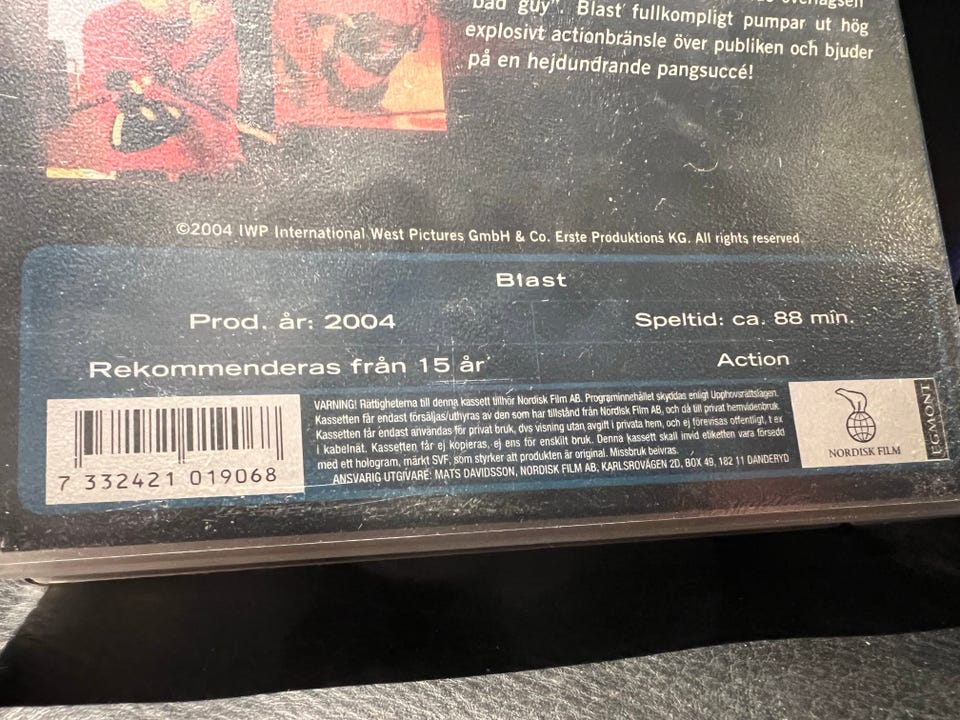 "bad guy". Blast fullkompligt pumpar ut hög
explosivt actionbränsle över publiken och bjuder
på en hejdundrande pangsuccé!
©2004 IWP International West Pictures GmbH & Co. Erste Produktions KG. All rights reserved.
Blast
Prod. år: 2004
Speltid: ca. 88 min.
Rekommenderas från 15 år
Action
VARNING! Rättigheterna till denna kassett tillhör Nordisk Film AB. Programinnehållet skyddas enligt Upphovsrättslagen.
Kassetten får endast försäljas/uthyras av den som har tillstånd från Nordisk Film AB, och då till privat hemvideobruk.
Kassetten får endast användas för privat bruk, dvs visning utan avgift i privata hem, och ej förevisas offentligt, t ex
i kabelnät. Kassetten får ej kopieras, ej ens för enskilt bruk. Denna kassett skall invid etiketten vara försedd
med ett hologram, märkt SVF, som styrker att produkten är original. Missbruk beivras.
ANSVARIG UTGIVARE: MATS DAVIDSSON, NORDISK FILM AB, KARLSROVÄGEN 2D, BOX 49, 182 11 DANDERYD
7 332421 019068
NORDISK FILM
EGMONT